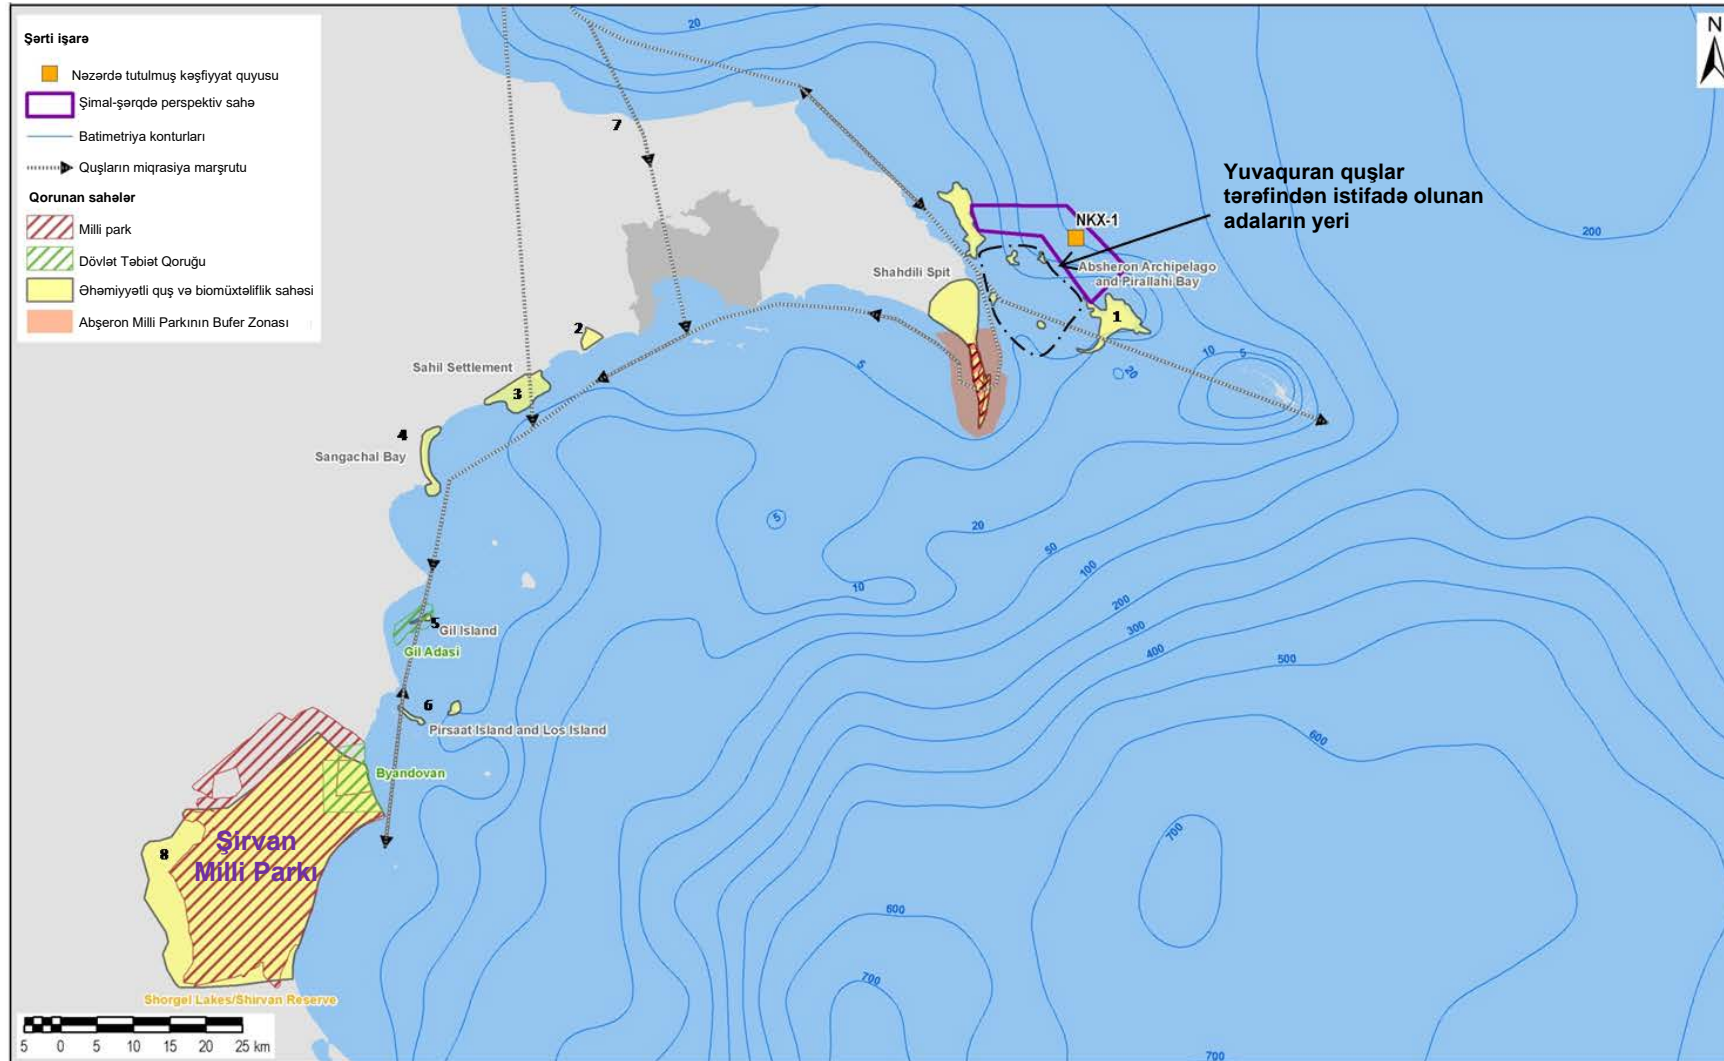 Şərti işarə
Nəzərdə tutulmuş kəşfiyyat quyusu
Şimal-şərqdə perspektiv sahə
Batimetriya konturları
Quşların miqrasiya marşrutu
Qorunan sahələr
Milli park
Dövlət Təbiət Qoruğu
Əhəmiyyətli quş və biomüxtəliflik sahəsi
Abşeron Milli Parkının Bufer Zonası
N
20
7
200
Yuvaquran quşlar
tərəfindən istifadə olunan
adaların yeri
NKX-1
Shahdili Spit
Absheron Archipelago
and Pirallahi Bay
1
2
Sahil Settlement
3
5
10
5
20
4
Sangachal Bay
5
20
50
100
10
200
300
400
500
5
Gil Island
Gil Adasi
6
Pirsaat Island and Los Island
600
Byandovan
700
Şirvan
Milli Parkı
8
600
700
Shorgel Lakes/Shirvan Reserve
5 0 5 10 15 20 25 km
700